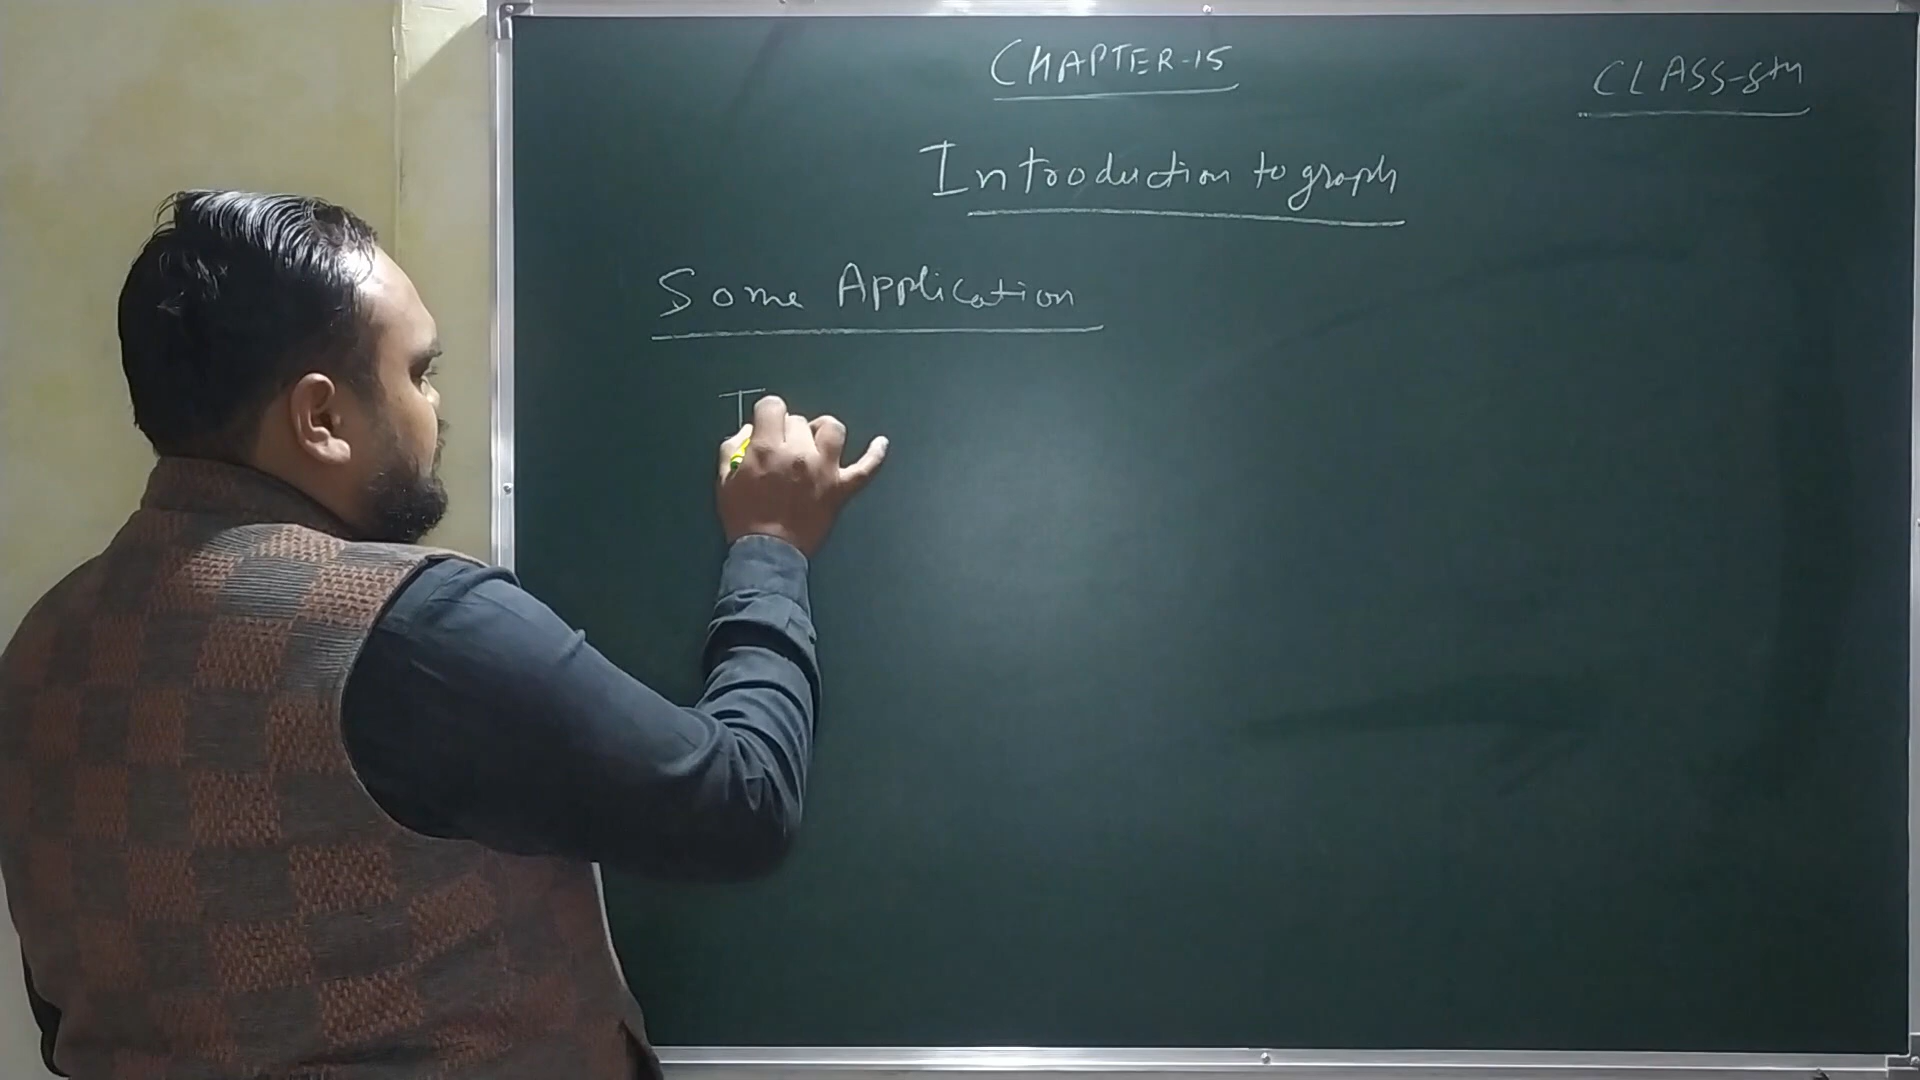 CHAPTER-15
CLASS-8th
Introduction to graph
Some Application
I